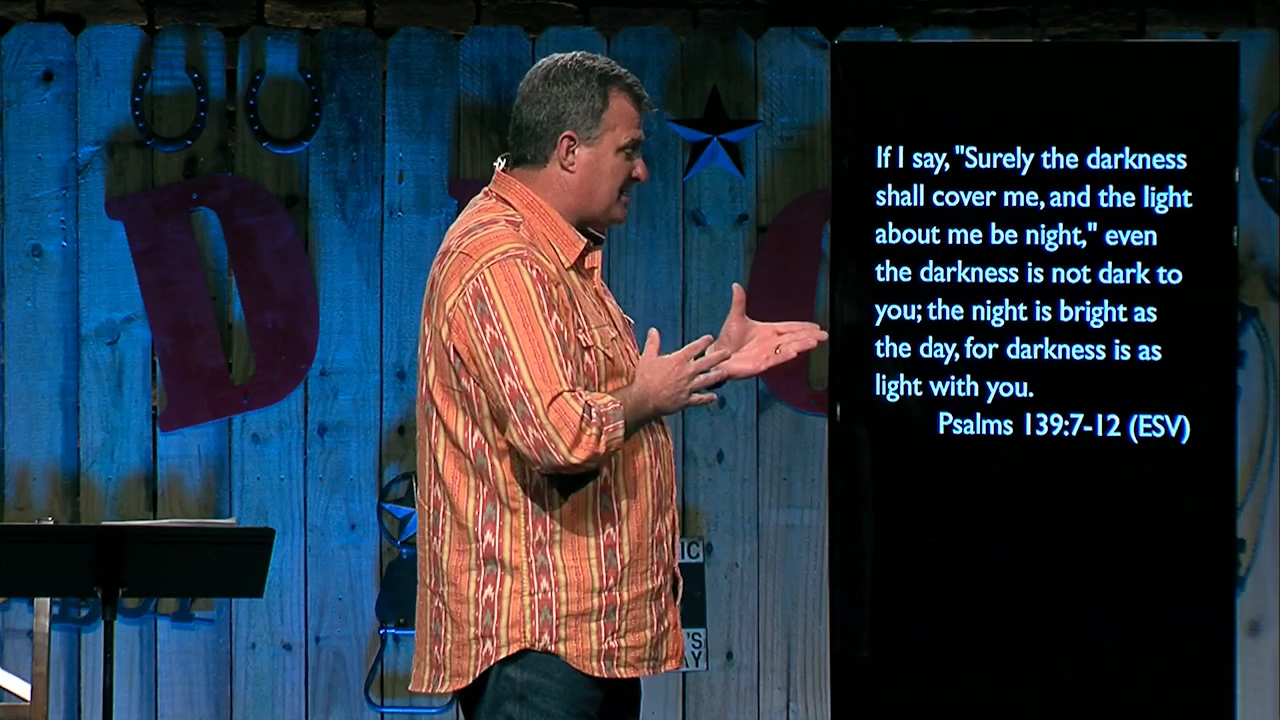 If I say, "Surely the darkness
shall cover me, and the light
about me be night," even
the darkness is not dark to
you; the night is bright as
the day, for darkness is as
light with you.
Psalms 139:7-12 (ESV)
D
IC
'S
AY